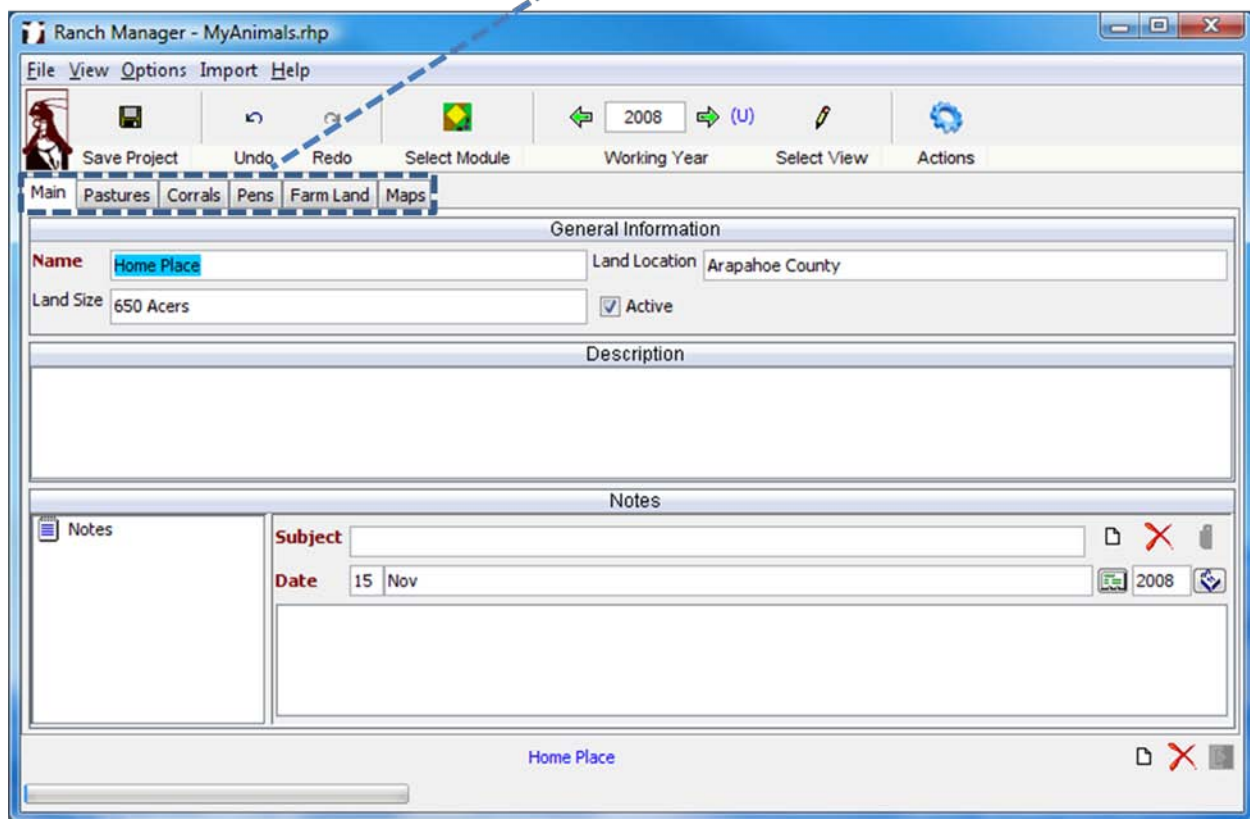 Ranch Manager - MyAnimals.rhp
File View Options Import Help
2008 (U)
Save Project Undo Redo Select Module Working Year Select View Actions
Main Pastures Corrals Pens Farm Land Maps
General Information
Name Home Place Land Location Arapahoe County
Land Size 650 Acers Active
Description
Notes
Notes Subject
Date 15 Nov 2008
Home Place